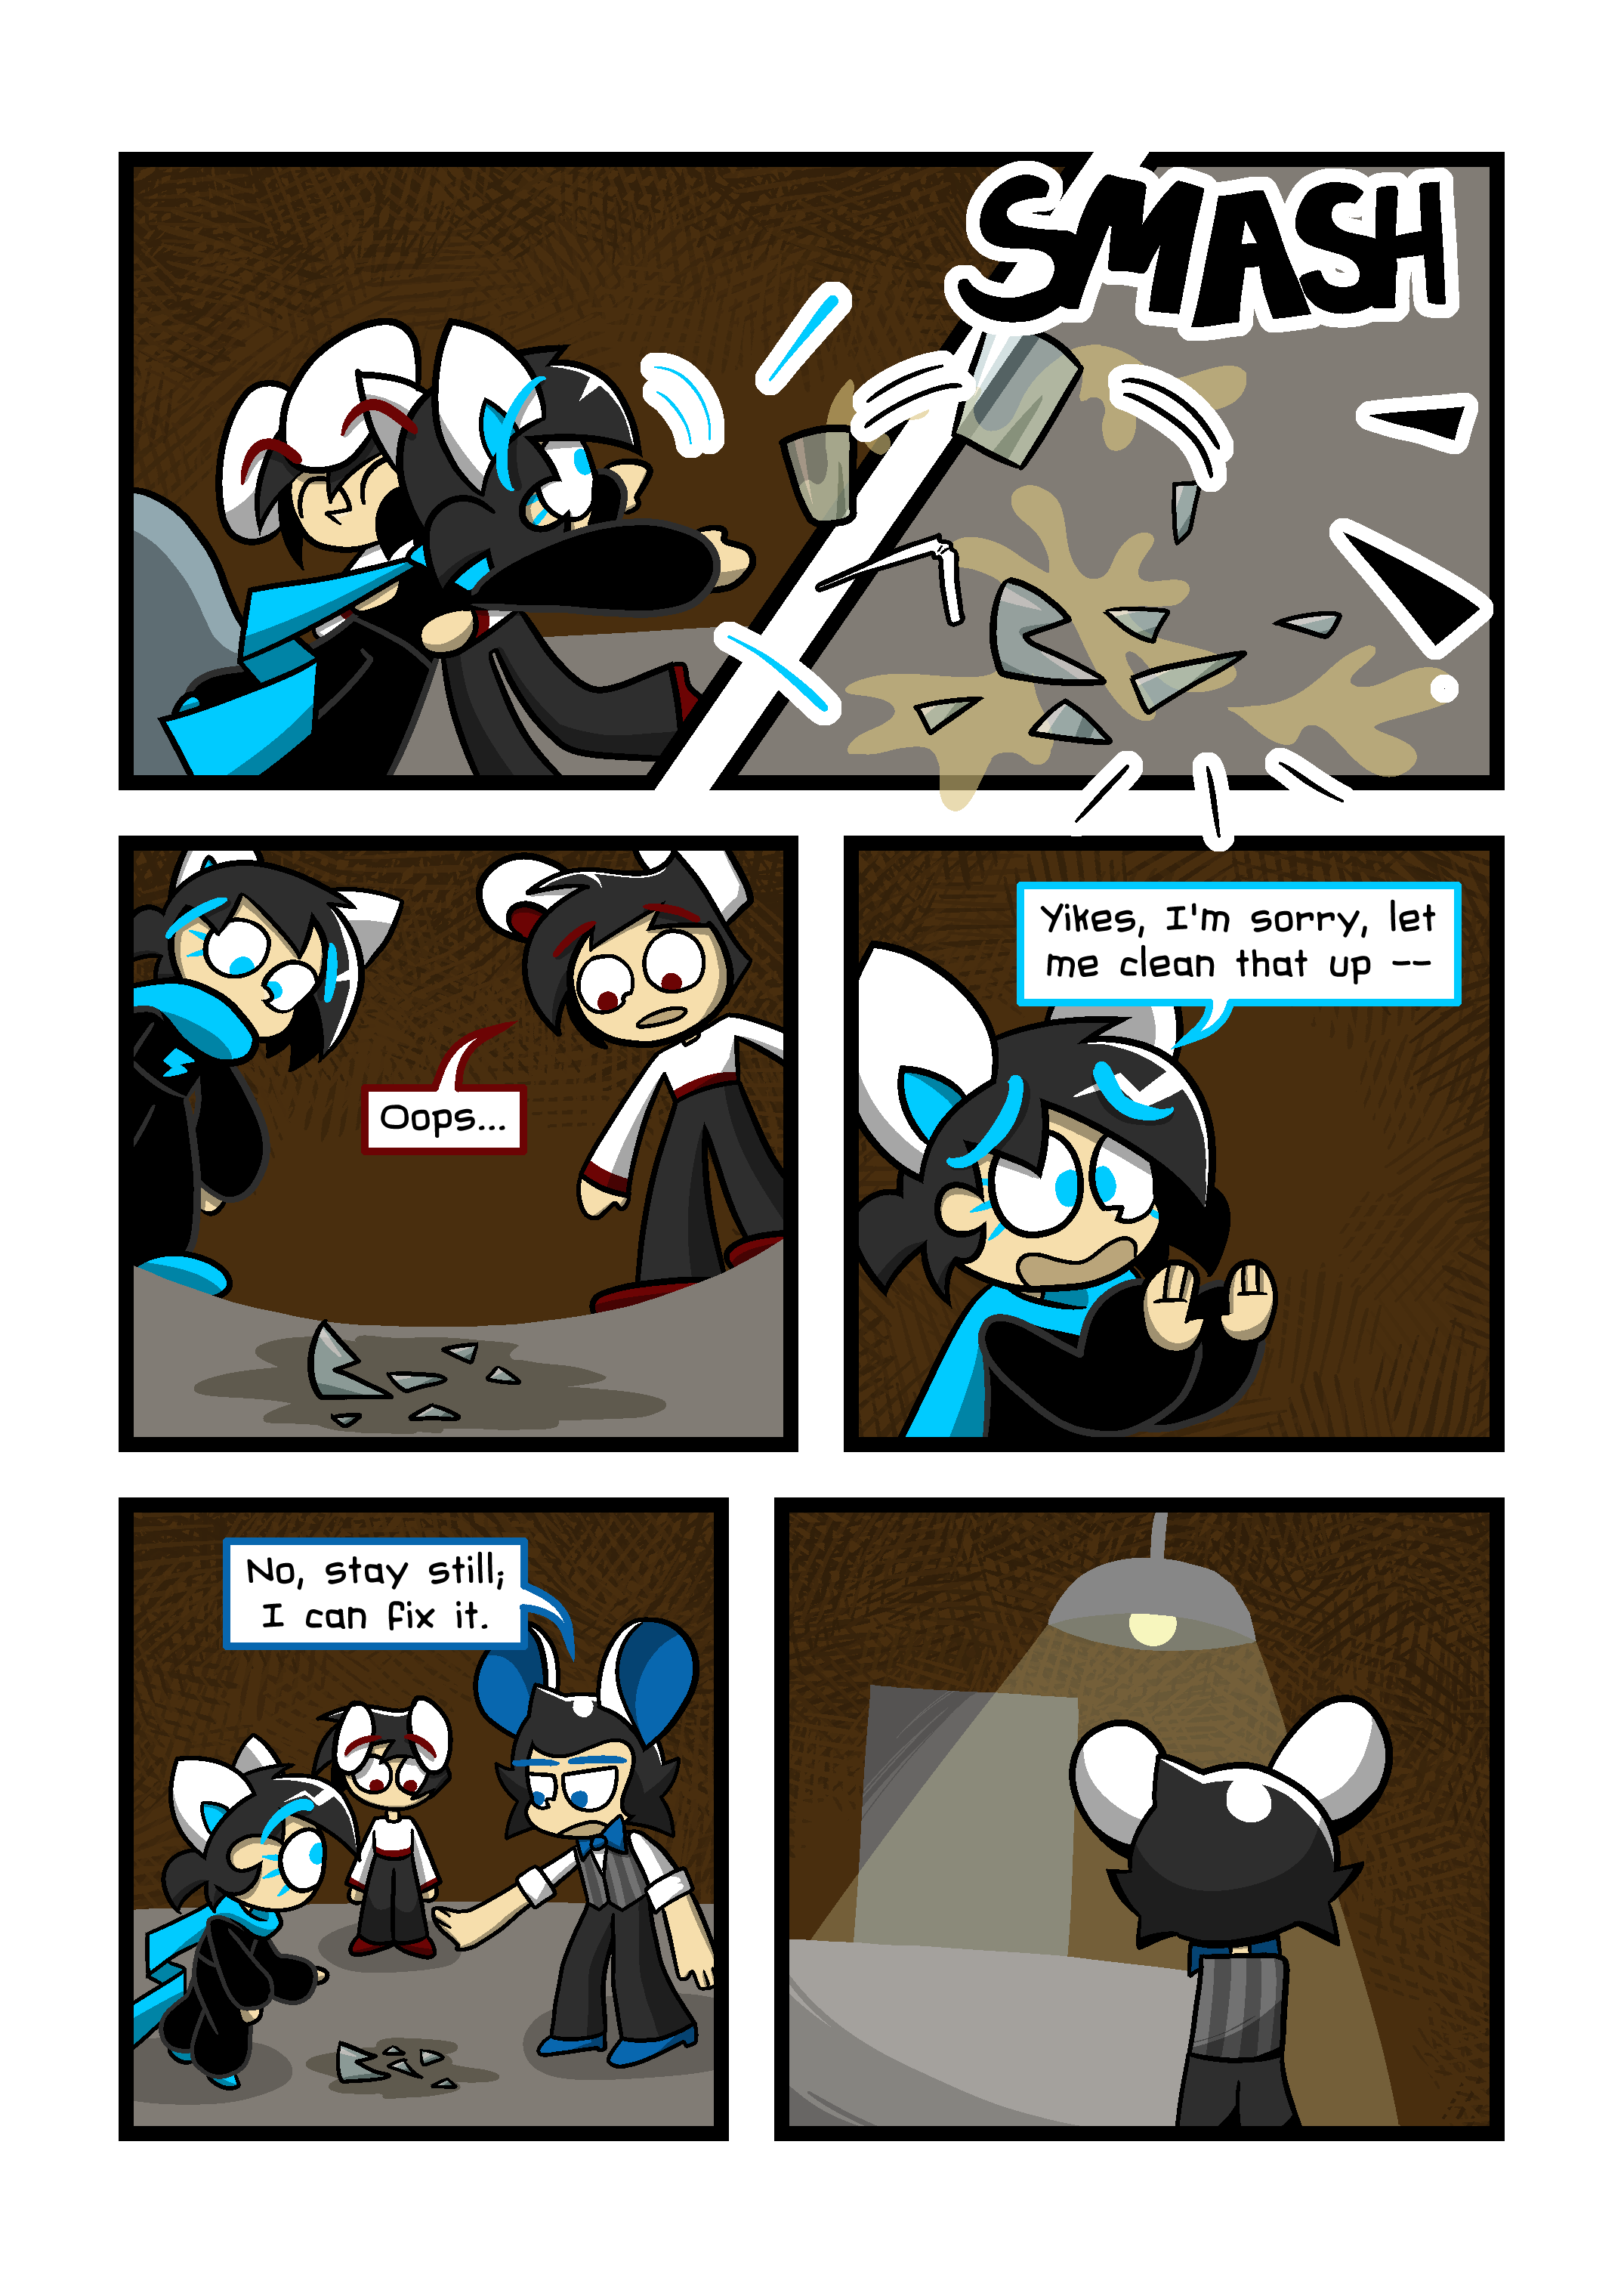 SMASH
Oops...
Yikes, I'm sorry, let
me clean that up --
No, stay still;
I can fix it.